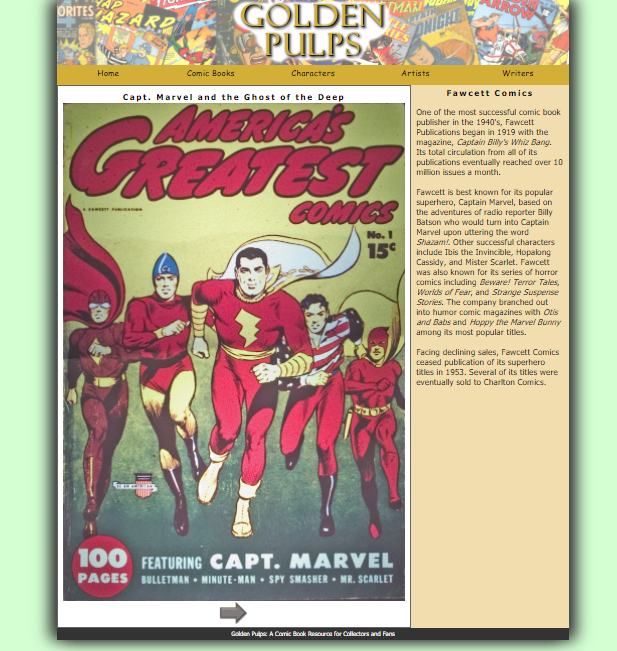 GOLDEN
PULPS
Home Comic Books Characters Artists Writers
Capt. Marvel and the Ghost of the Deep
AMERICA'S
GREATEST
COMICS
A FAWCETT PUBLICATION
No. 1
15¢
100
PAGES
FEATURING CAPT. MARVEL
BULLETMAN • MINUTE-MAN • SPY SMASHER • MR. SCARLET
Fawcett Comics
One of the most successful comic book
publisher in the 1940's, Fawcett
Publications began in 1919 with the
magazine, Captain Billy's Whiz Bang.
Its total circulation from all of its
publications eventually reached over 10
million issues a month.
Fawcett is best known for its popular
superhero, Captain Marvel, based on
the adventures of radio reporter Billy
Batson who would turn into Captain
Marvel upon uttering the word
Shazam!. Other successful characters
include Ibis the Invincible, Hopalong
Cassidy, and Mister Scarlet. Fawcett
was also known for its series of horror
comics including Beware! Terror Tales,
Worlds of Fear, and Strange Suspense
Stories. The company branched out
into humor comic magazines with Otis
and Babs and Hoppy the Marvel Bunny
among its most popular titles.
Facing declining sales, Fawcett Comics
ceased publication of its superhero
titles in 1953. Several of its titles were
eventually sold to Charlton Comics.
Golden Pulps: A Comic Book Resource for Collectors and Fans